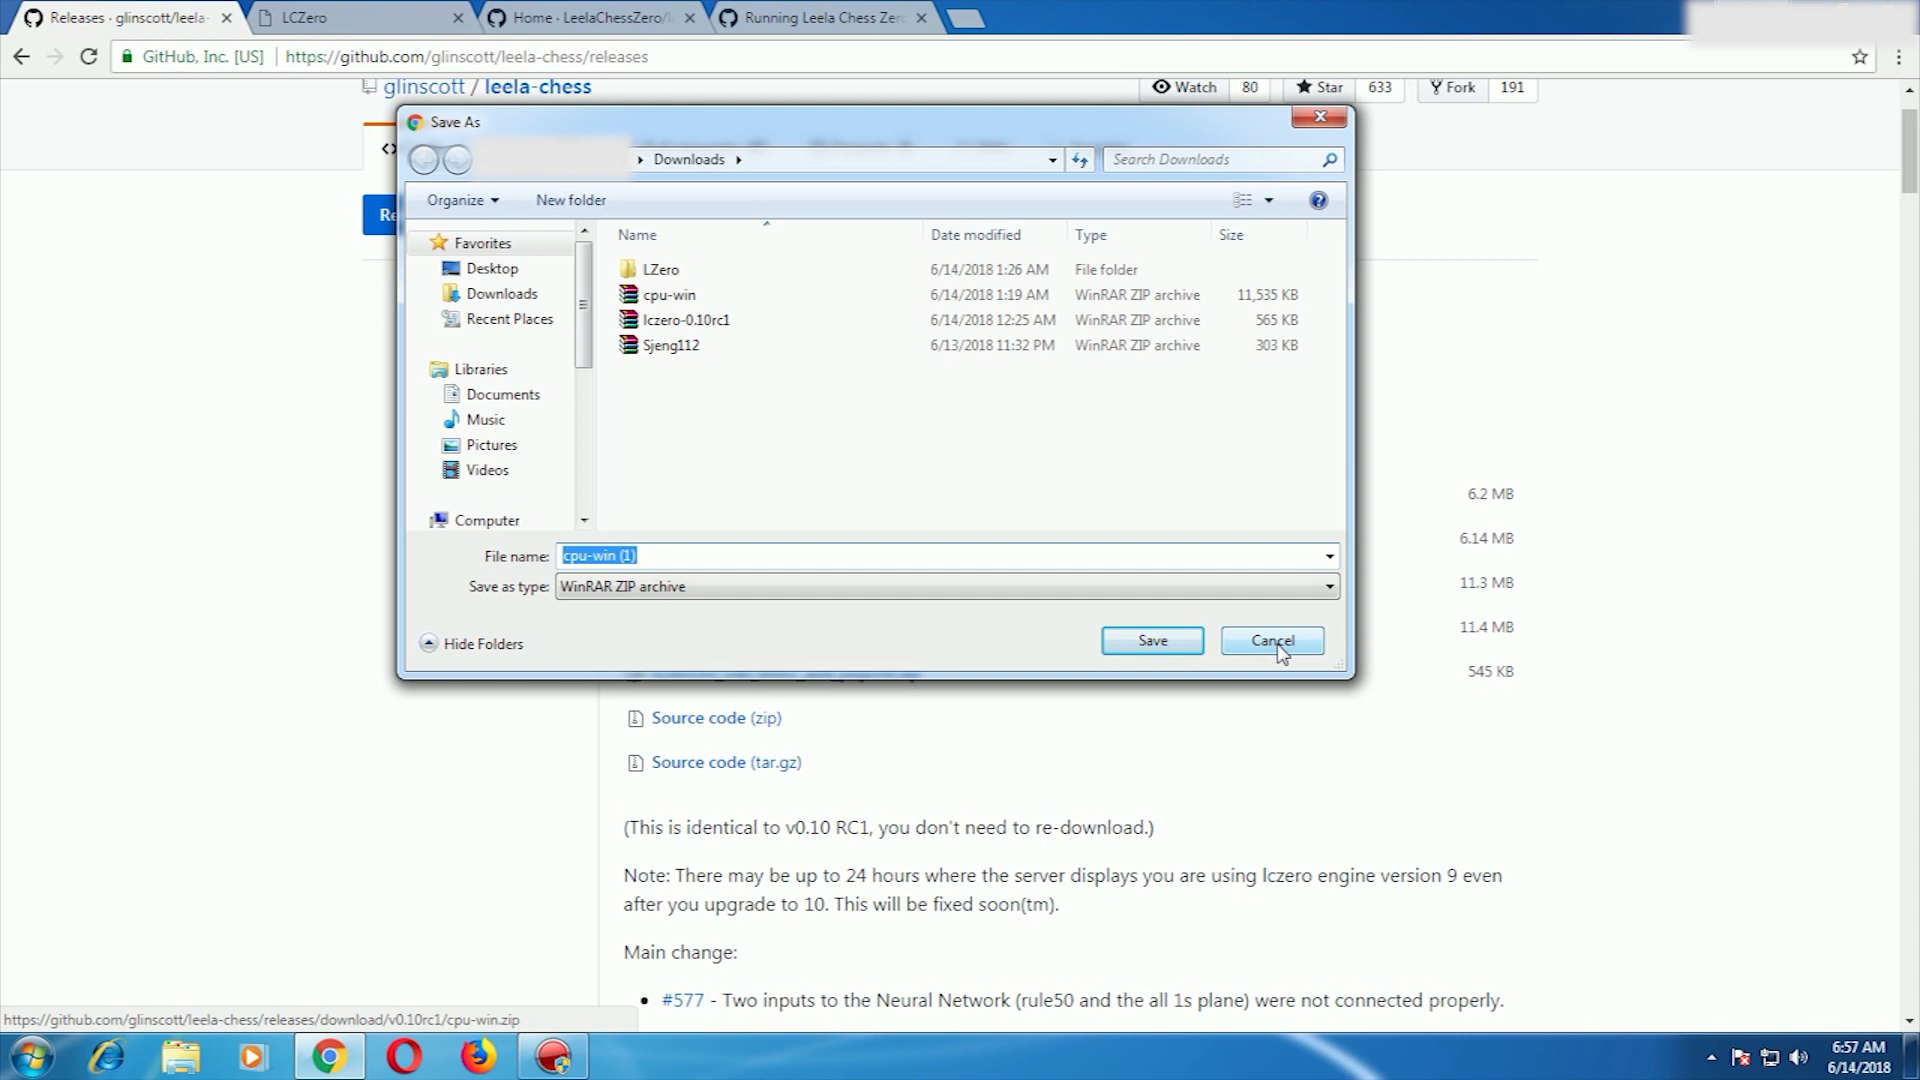 Releases · glinscott/leela-
LCZero
Home · LeelaChessZero/
Running Leela Chess Zer
GitHub, Inc. [US]
https://github.com/glinscott/leela-chess/releases
glinscott / leela-chess
Watch 80
Star 633
Fork 191
Save As
Downloads
Search Downloads
Organize
New folder
Re
Favorites
Desktop
Downloads
Recent Places
Libraries
Documents
Music
Pictures
Videos
Computer
Name Date modified Type Size
LZero 6/14/2018 1:26 AM File folder
cpu-win 6/14/2018 1:19 AM WinRAR ZIP archive 11,535 KB
lczero-0.10rc1 6/14/2018 12:25 AM WinRAR ZIP archive 565 KB
Sjeng112 6/13/2018 11:32 PM WinRAR ZIP archive 303 KB
File name: cpu-win (1)
Save as type: WinRAR ZIP archive
Hide Folders
Save
Cancel
6.2 MB
6.14 MB
11.3 MB
11.4 MB
545 KB
Source code (zip)
Source code (tar.gz)
(This is identical to v0.10 RC1, you don't need to re-download.)
Note: There may be up to 24 hours where the server displays you are using lczero engine version 9 even
after you upgrade to 10. This will be fixed soon(tm).
Main change:
#577 - Two inputs to the Neural Network (rule50 and the all 1s plane) were not connected properly.
https://github.com/glinscott/leela-chess/releases/download/v0.10rc1/cpu-win.zip
6:57 AM
6/14/2018